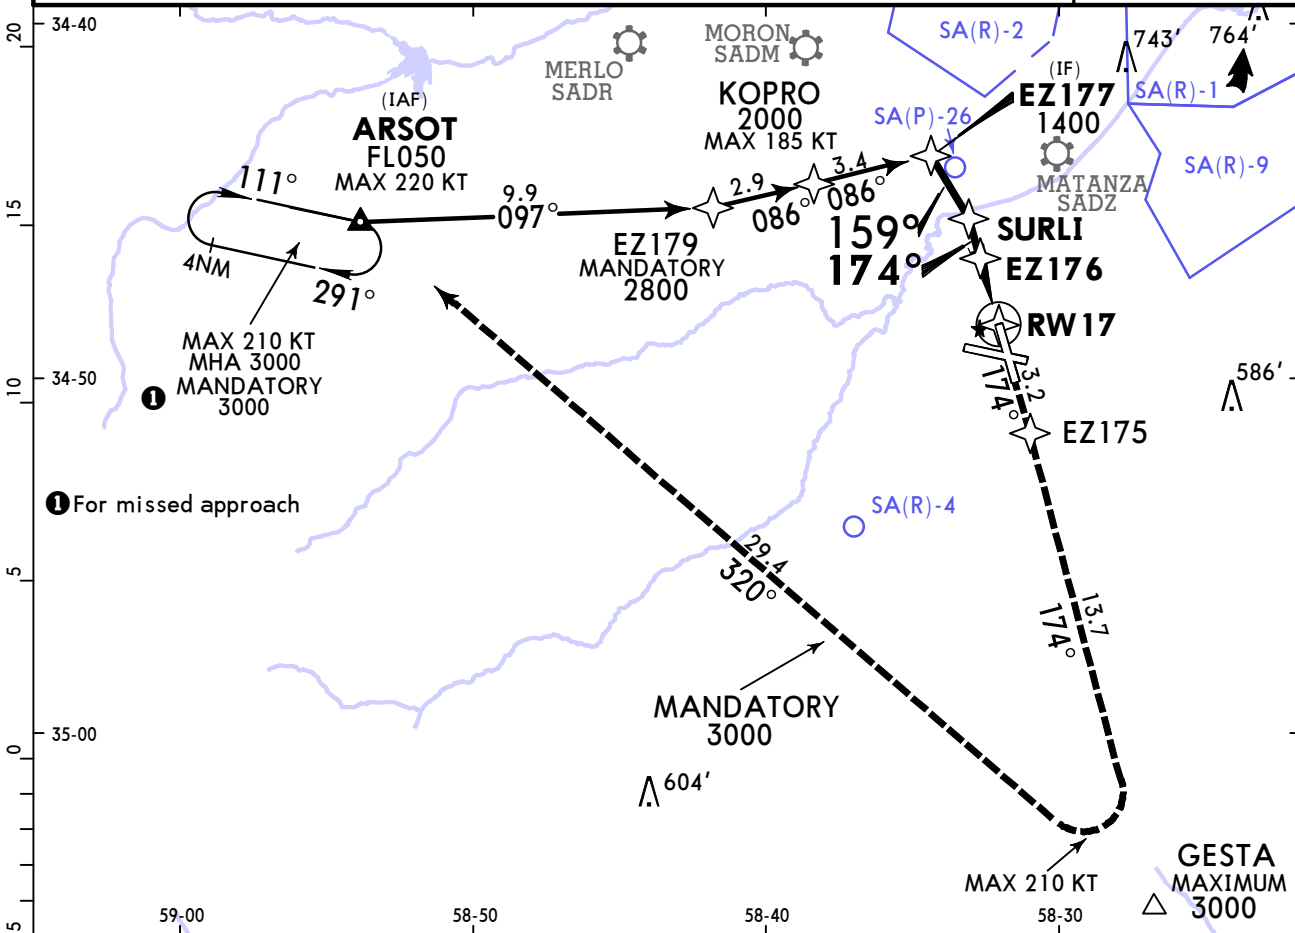 20
34-40
MORON
SADM
SA(R)-2
743'
764'
MERLO
SADR
(IF)
EZ177
1400
SA(R)-1
(IAF)
ARSOT
FL050
MAX 220 KT
KOPRO
2000
MAX 185 KT
SA(P)-26
SA(R)-9
MATANZA
SADZ
111°
9.9
097°
2.9
086°
3.4
086°
15
159°
174°
SURLI
EZ176
4NM
291°
EZ179
MANDATORY
2800
MAX 210 KT
MHA 3000
1 MANDATORY
3000
RW17
10
34-50
3.2
174°
586'
EZ175
1 For missed approach
SA(R)-4
5
29.4
320°
13.7
174°
MANDATORY
3000
0
35-00
604'
MAX 210 KT
GESTA
MAXIMUM
3000
5
59-00
58-50
58-40
58-30